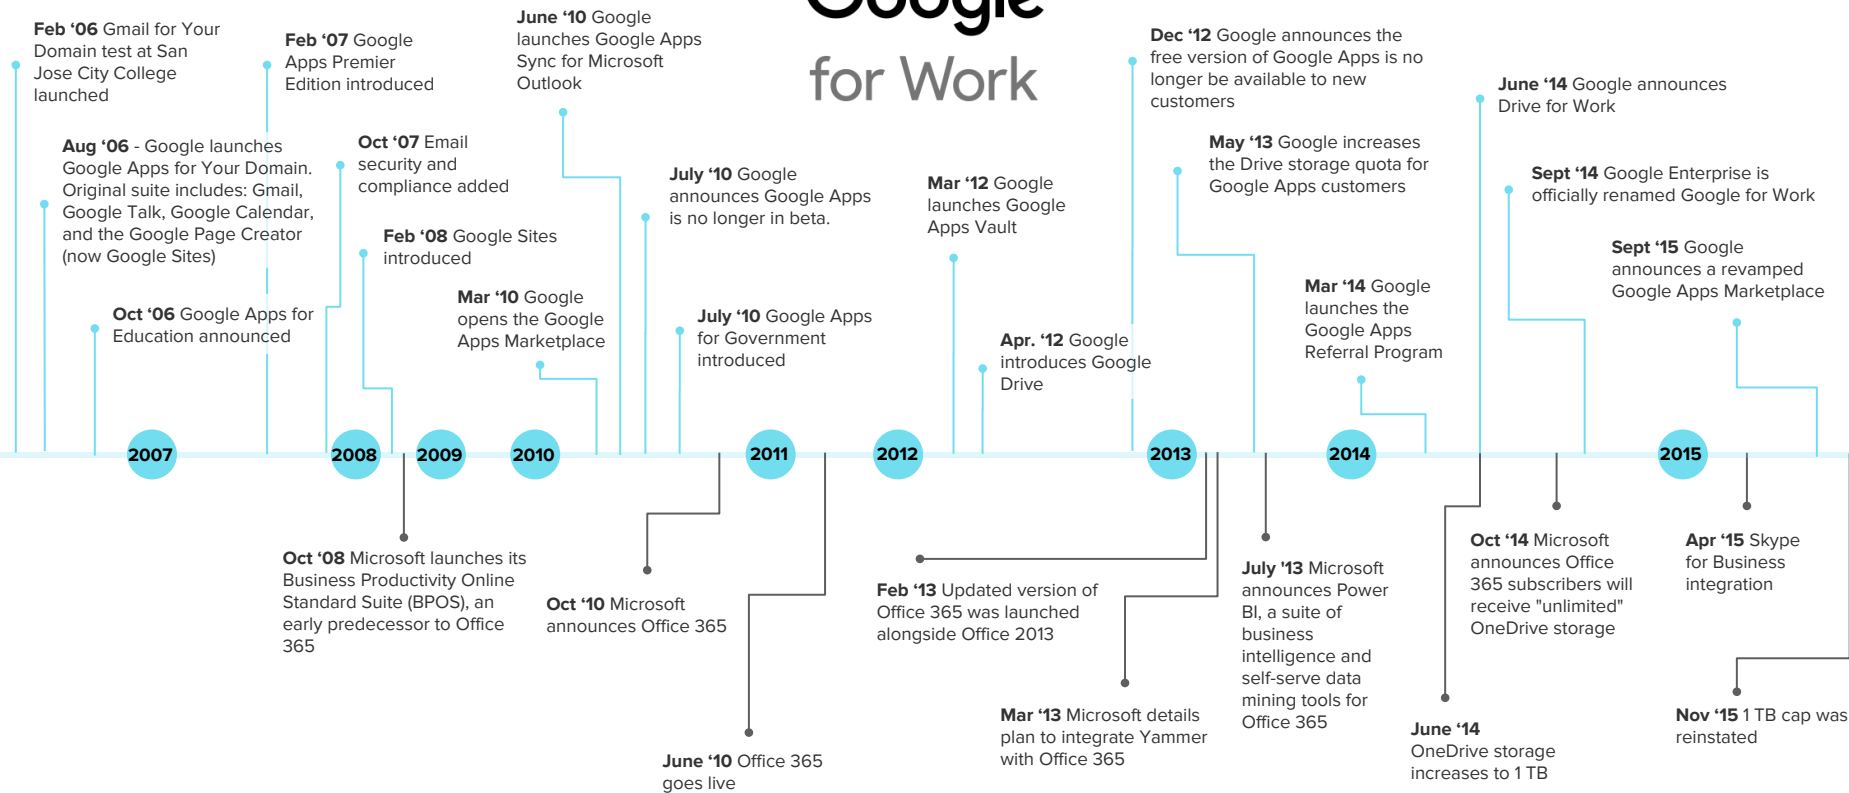 Google
for Work
Feb ‘06 Gmail for Your
Domain test at San
Jose City College
launched
Aug ‘06 - Google launches
Google Apps for Your Domain.
Original suite includes: Gmail,
Google Talk, Google Calendar,
and the Google Page Creator
(now Google Sites)
Oct ‘06 Google Apps for
Education announced
Feb ‘07 Google
Apps Premier
Edition introduced
Oct ‘07 Email
security and
compliance added
Feb ‘08 Google Sites
introduced
Mar ‘10 Google
opens the Google
Apps Marketplace
June ‘10 Google
launches Google Apps
Sync for Microsoft
Outlook
July ‘10 Google
announces Google Apps
is no longer in beta.
July ‘10 Google Apps
for Government
introduced
Mar ‘12 Google
launches Google
Apps Vault
Apr. ‘12 Google
introduces Google
Drive
Dec ‘12 Google announces the
free version of Google Apps is no
longer be available to new
customers
May ‘13 Google increases
the Drive storage quota for
Google Apps customers
Mar ‘14 Google
launches the
Google Apps
Referral Program
June ‘14 Google announces
Drive for Work
Sept ‘14 Google Enterprise is
officially renamed Google for Work
Sept ‘15 Google
announces a revamped
Google Apps Marketplace
2007
2008
2009
2010
2011
2012
2013
2014
2015
Oct ‘08 Microsoft launches its
Business Productivity Online
Standard Suite (BPOS), an
early predecessor to Office
365
Oct ‘10 Microsoft
announces Office 365
June ‘10 Office 365
goes live
Feb ‘13 Updated version of
Office 365 was launched
alongside Office 2013
Mar ‘13 Microsoft details
plan to integrate Yammer
with Office 365
July '13 Microsoft
announces Power
BI, a suite of
business
intelligence and
self-serve data
mining tools for
Office 365
June ‘14
OneDrive storage
increases to 1 TB
Oct ‘14 Microsoft
announces Office
365 subscribers will
receive "unlimited"
OneDrive storage
Apr ‘15 Skype
for Business
integration
Nov ‘15 1 TB cap was
reinstated